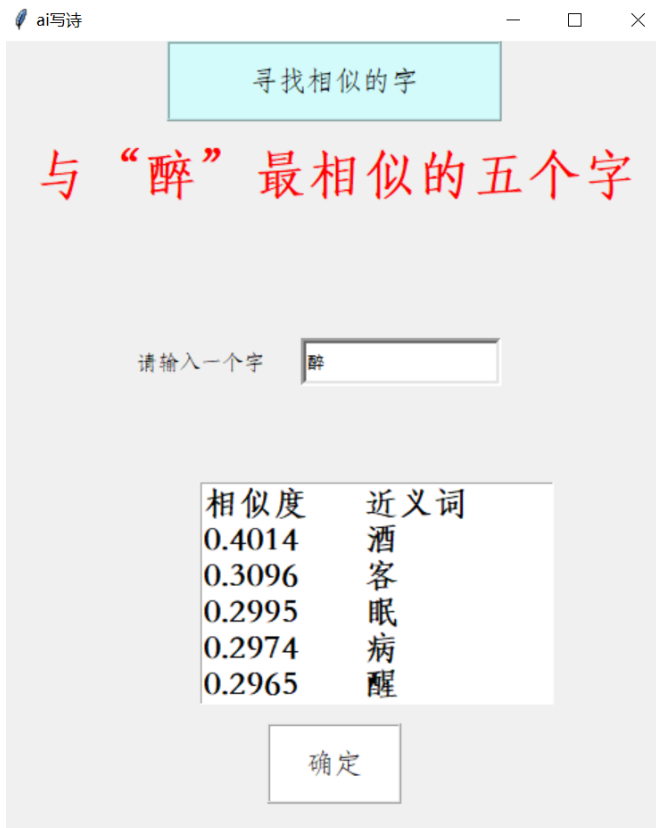 ai写诗
寻找相似的字
与“醉”最相似的五个字
请输入一个字 醉
相似度 近义词
0.4014 酒
0.3096 客
0.2995 眠
0.2974 病
0.2965 醒
确定